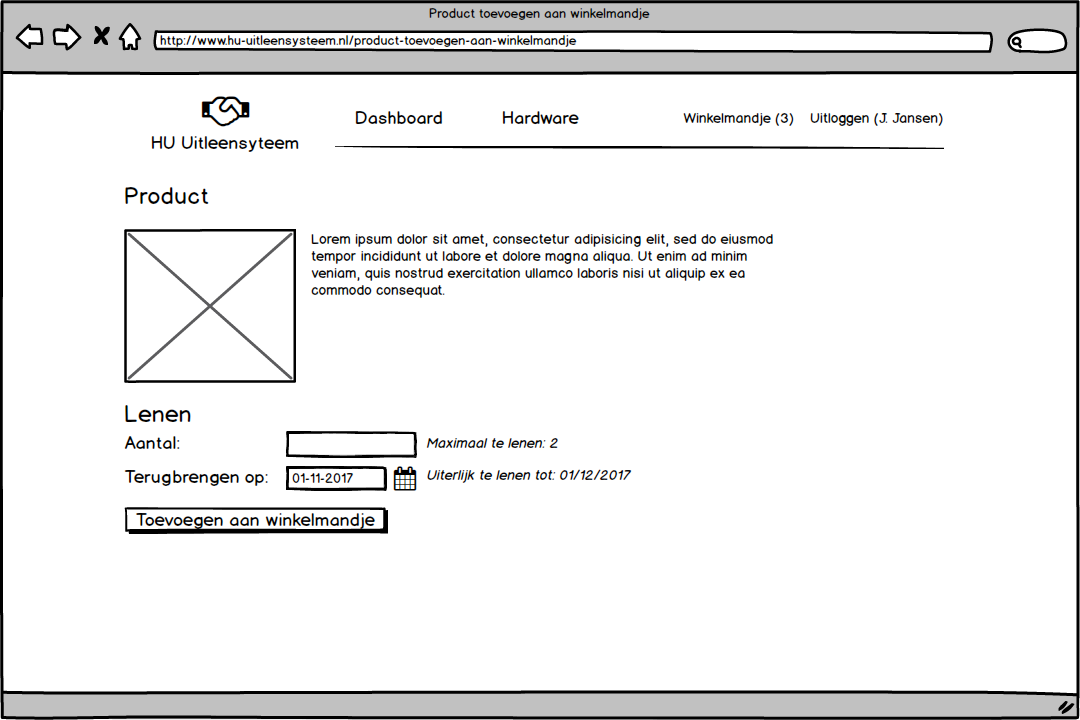 Product toevoegen aan winkelmandje
http://www.hu-uitleensysteem.nl/product-toevoegen-aan-winkelmandje
HU Uitleensyteem
Dashboard
Hardware
Winkelmandje (3)
Uitloggen (J. Jansen)
Product
Lorem ipsum dolor sit amet, consectetur adipisicing elit, sed do eiusmod
tempor incididunt ut labore et dolore magna aliqua. Ut enim ad minim
veniam, quis nostrud exercitation ullamco laboris nisi ut aliquip ex ea
commodo consequat.
Lenen
Aantal:
Maximaal te lenen: 2
Terugbrengen op:
01-11-2017
Uiterlijk te lenen tot: 01/12/2017
Toevoegen aan winkelmandje